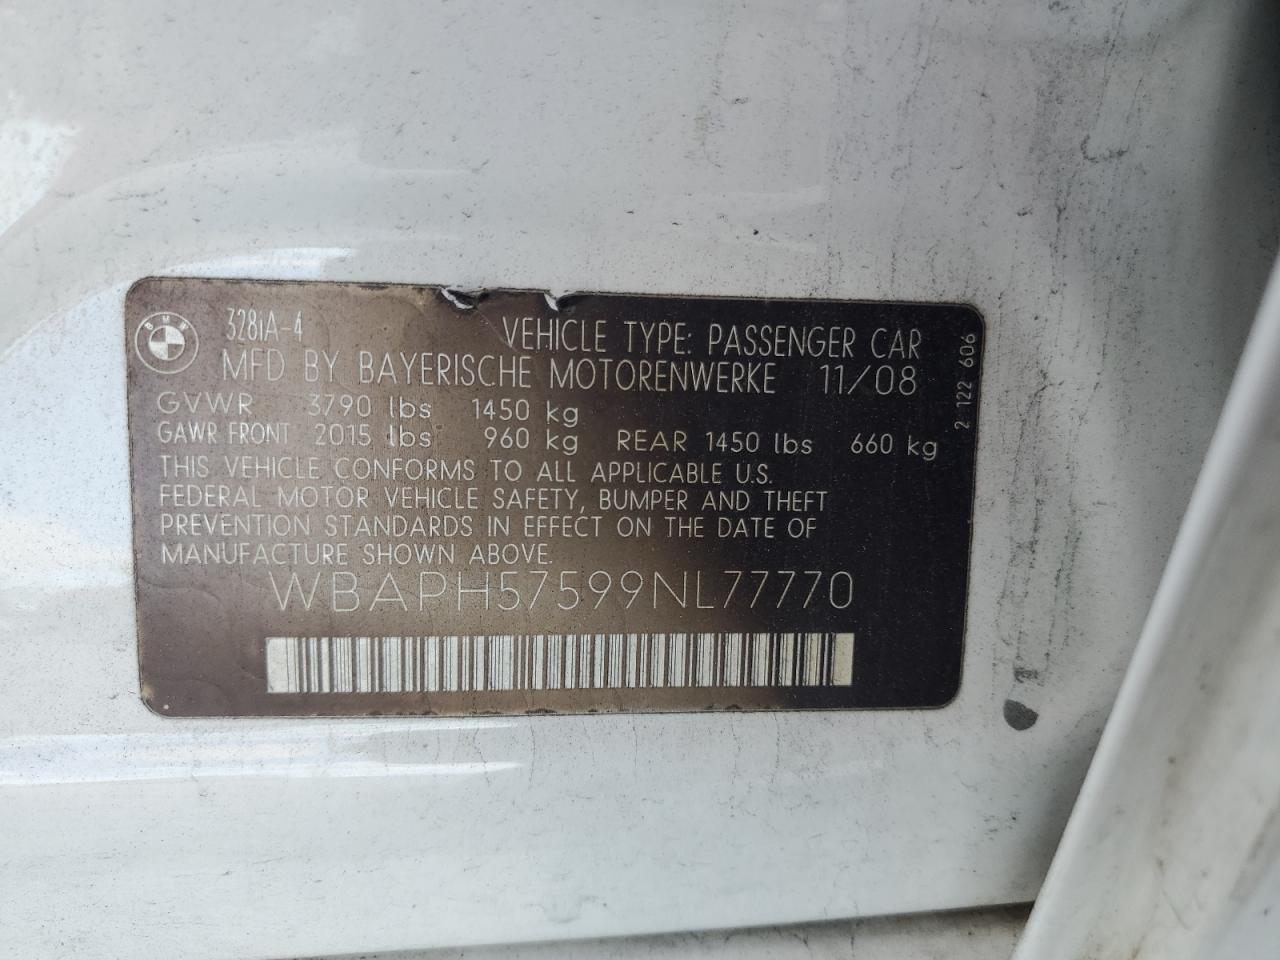 BMW
328iA-4
VEHICLE TYPE: PASSENGER CAR
MFD BY BAYERISCHE MOTORENWERKE 11/08
GVWR 3790 lbs 1450 kg
GAWR FRONT 2015 lbs 960 kg REAR 1450 lbs 660 kg
THIS VEHICLE CONFORMS TO ALL APPLICABLE U.S.
FEDERAL MOTOR VEHICLE SAFETY, BUMPER AND THEFT
PREVENTION STANDARDS IN EFFECT ON THE DATE OF
MANUFACTURE SHOWN ABOVE.
WBAPH57599NL77770
2 122 606